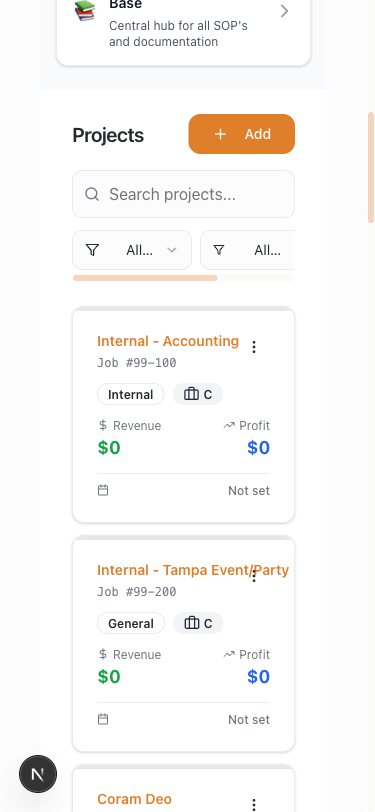 Base
Central hub for all SOP's
and documentation
Projects
Add
Search projects...
All...
All...
Internal - Accounting
Job #99-100
Internal
C
Revenue
Profit
$0
$0
Not set
Internal - Tampa Event/Party
Job #99-200
General
C
Revenue
Profit
$0
$0
Not set
N
Coram Deo